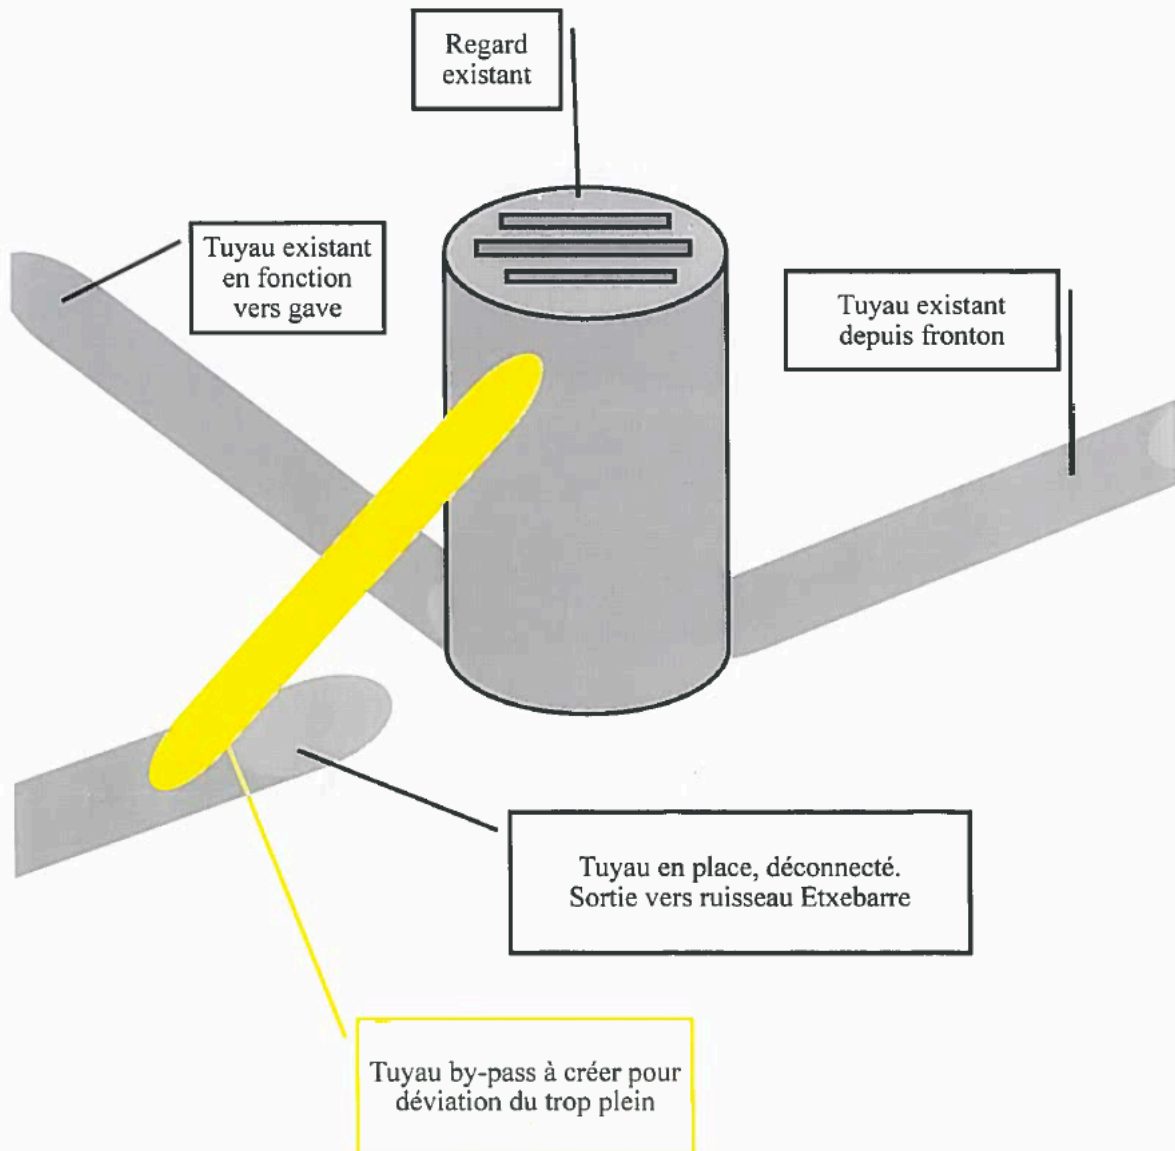 Regard
existant
Tuyau existant
en fonction
vers gave
Tuyau existant
depuis fronton
Tuyau en place, déconnecté.
Sortie vers ruisseau Etxebarre
Tuyau by-pass à créer pour
déviation du trop plein